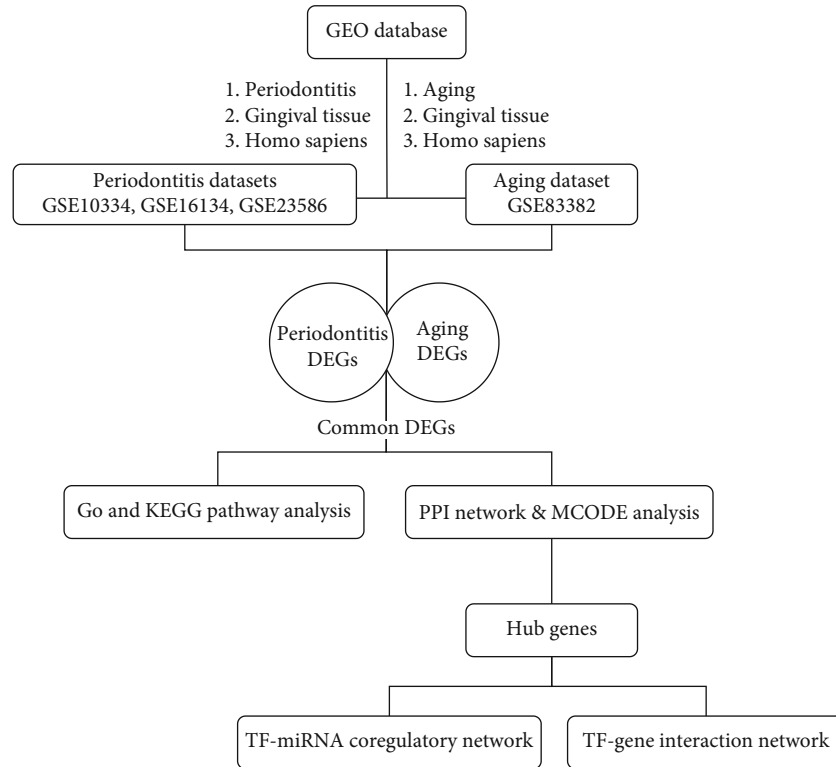 GEO database
1. Periodontitis
2. Gingival tissue
3. Homo sapiens
1. Aging
2. Gingival tissue
3. Homo sapiens
Periodontitis datasets
GSE10334, GSE16134, GSE23586
Aging dataset
GSE83382
Periodontitis
DEGs
Aging
DEGs
Common DEGs
Go and KEGG pathway analysis
PPI network & MCODE analysis
Hub genes
TF-miRNA coregulatory network
TF-gene interaction network